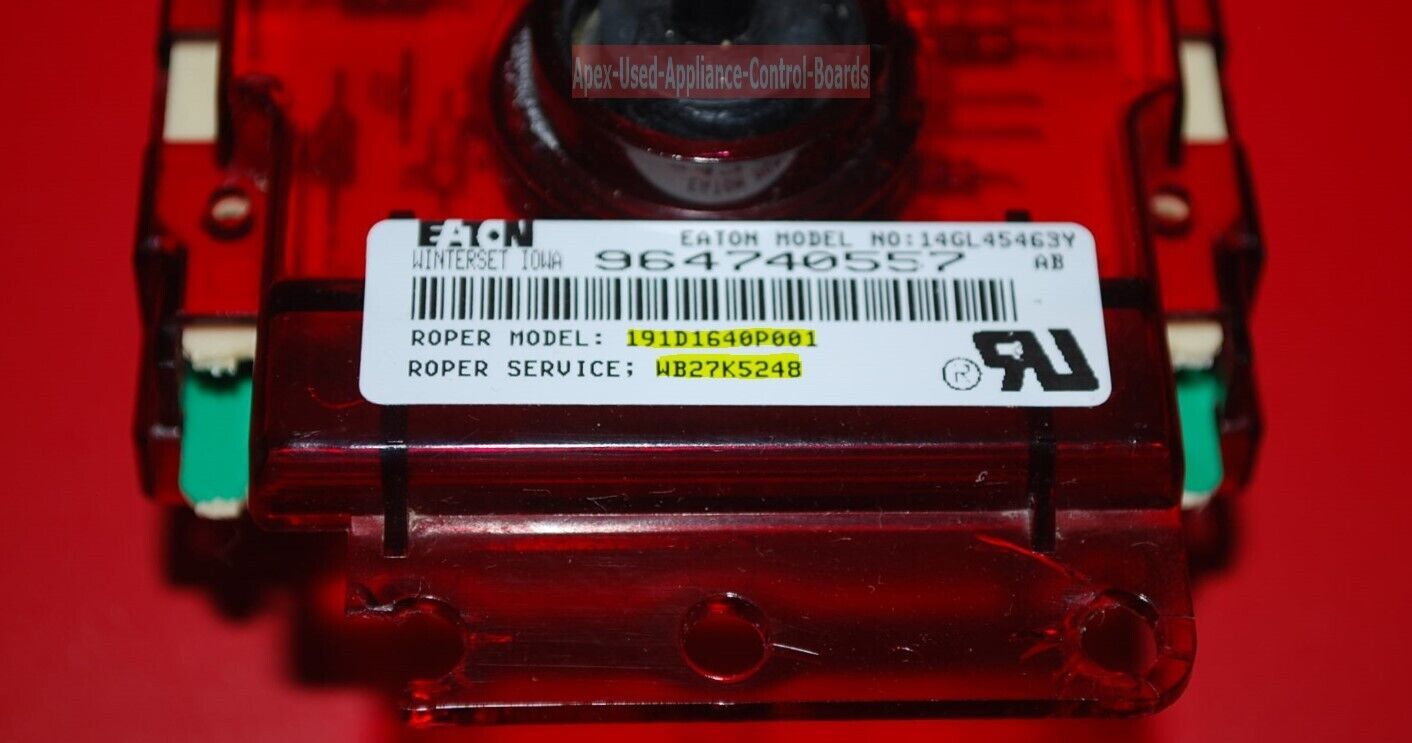 Apex-Used-Appliance-Control-Boards
EATON
EATON MODEL NO:14GL45463Y
WINTERSET IOWA 964740557 AB
ROPER MODEL: 191D1640P001
ROPER SERVICE; WB27K5248
UR
R